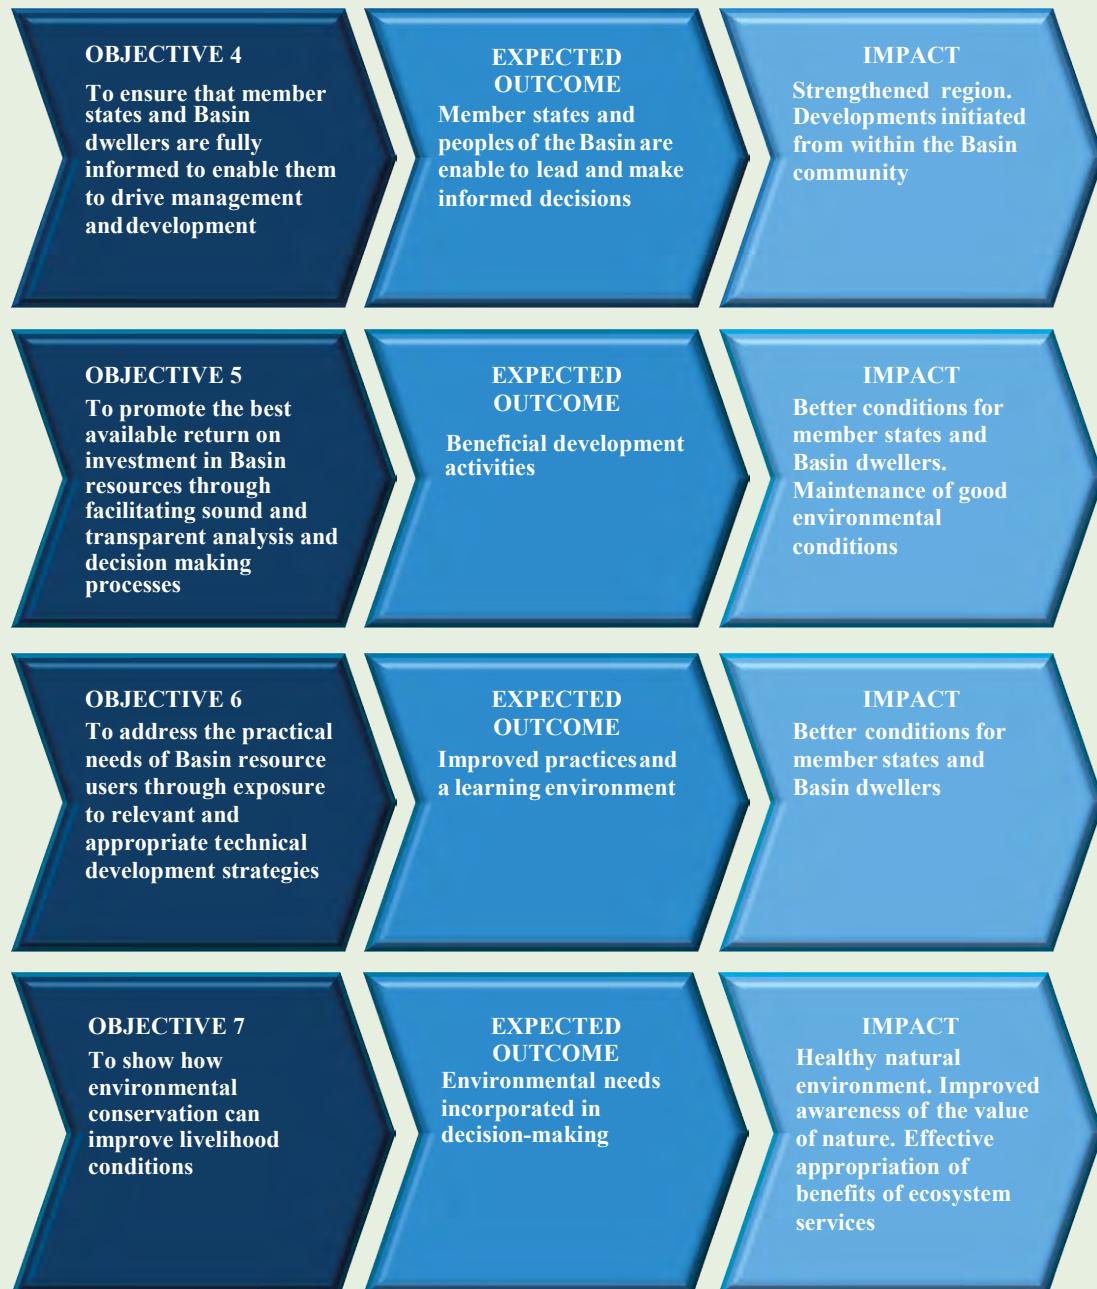 OBJECTIVE 4
To ensure that member
states and Basin
dwellers are fully
informed to enable them
to drive management
and development
EXPECTED
OUTCOME
Member states and
peoples of the Basin are
enable to lead and make
informed decisions
IMPACT
Strengthened region.
Developments initiated
from within the Basin
community
OBJECTIVE 5
To promote the best
available return on
investment in Basin
resources through
facilitating sound and
transparent analysis and
decision making
processes
EXPECTED
OUTCOME
Beneficial development
activities
IMPACT
Better conditions for
member states and
Basin dwellers.
Maintenance of good
environmental
conditions
OBJECTIVE 6
To address the practical
needs of Basin resource
users through exposure
to relevant and
appropriate technical
development strategies
EXPECTED
OUTCOME
Improved practices and
a learning environment
IMPACT
Better conditions for
member states and
Basin dwellers
OBJECTIVE 7
To show how
environmental
conservation can
improve livelihood
conditions
EXPECTED
OUTCOME
Environmental needs
incorporated in
decision-making
IMPACT
Healthy natural
environment. Improved
awareness of the value
of nature. Effective
appropriation of
benefits of ecosystem
services